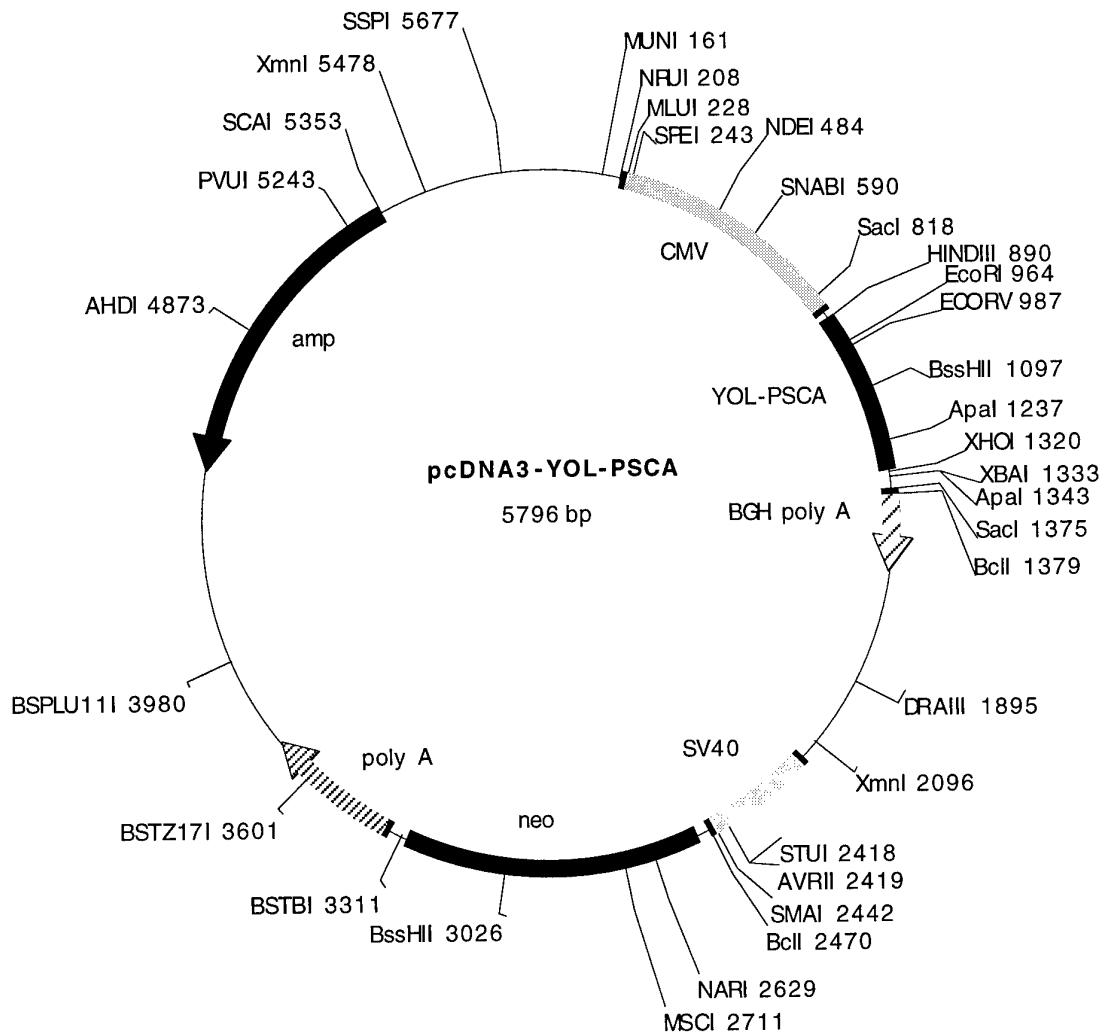 SSPI 5677
XmnI 5478
SCAI 5353
PVUI 5243
AHDI 4873
MUNI 161
NRUI 208
MLUI 228
SPEI 243
NDEI 484
SNABI 590
SacI 818
HINDIII 890
EcoRI 964
ECORV 987
CMV
amp
BssHII 1097
YOL-PSCA
ApaI 1237
XHOI 1320
XBAI 1333
ApaI 1343
SacI 1375
BclI 1379
pcDNA3-YOL-PSCA
5796 bp
BGH poly A
BSPLU11I 3980
DRAIII 1895
SV40
poly A
XmnI 2096
BSTZ17I 3601
neo
STUI 2418
AVRII 2419
SMAI 2442
BclI 2470
BSTBI 3311
BssHII 3026
NARI 2629
MSCI 2711